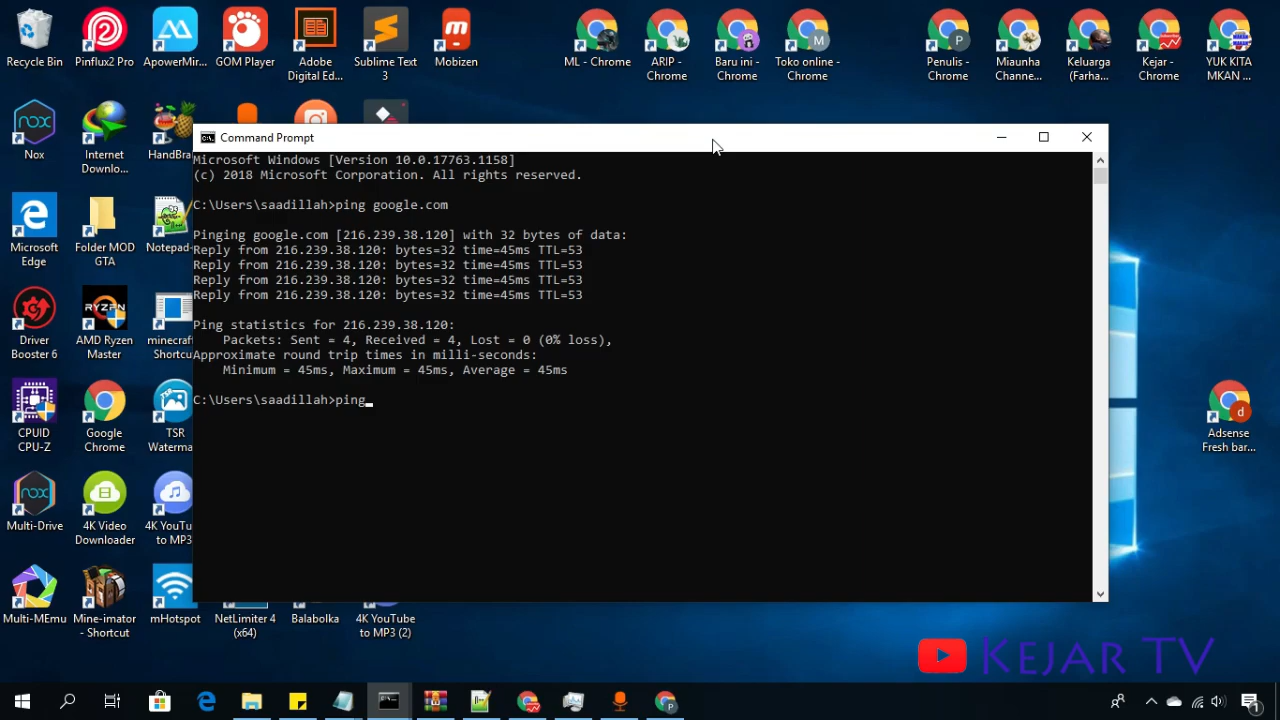 Recycle Bin
Pinflux2 Pro
ApowerMir...
GOM Player
Adobe
Digital Ed...
Sublime Text
3
Mobizen
ML - Chrome
ARIP -
Chrome
Baru ini -
Chrome
Toko online -
Chrome
Penulis -
Chrome
Miaunha
Channe...
Keluarga
(Farha...
Kejar -
Chrome
YUK KITA
MKAN ...
Nox
Internet
Downlo...
HandBra
Microsoft
Edge
Folder MOD
GTA
Notepad
Driver
Booster 6
RYZEN
AMD Ryzen
Master
minecraft
Shortcu
CPUID
CPU-Z
Google
Chrome
TSR
Waterma
Multi-Drive
4K Video
Downloader
4K YouTu
to MP3
Multi-MEmu
Mine-imator
- Shortcut
mHotspot
NetLimiter 4
(x64)
Balabolka
4K YouTube
to MP3 (2)
Adsense
Fresh bar...
Command Prompt
Microsoft Windows [Version 10.0.17763.1158]
(c) 2018 Microsoft Corporation. All rights reserved.
C:\Users\saadillah>ping google.com
Pinging google.com [216.239.38.120] with 32 bytes of data:
Reply from 216.239.38.120: bytes=32 time=45ms TTL=53
Reply from 216.239.38.120: bytes=32 time=45ms TTL=53
Reply from 216.239.38.120: bytes=32 time=45ms TTL=53
Reply from 216.239.38.120: bytes=32 time=45ms TTL=53
Ping statistics for 216.239.38.120:
Packets: Sent = 4, Received = 4, Lost = 0 (0% loss),
Approximate round trip times in milli-seconds:
Minimum = 45ms, Maximum = 45ms, Average = 45ms
C:\Users\saadillah>ping_
KEJAR TV